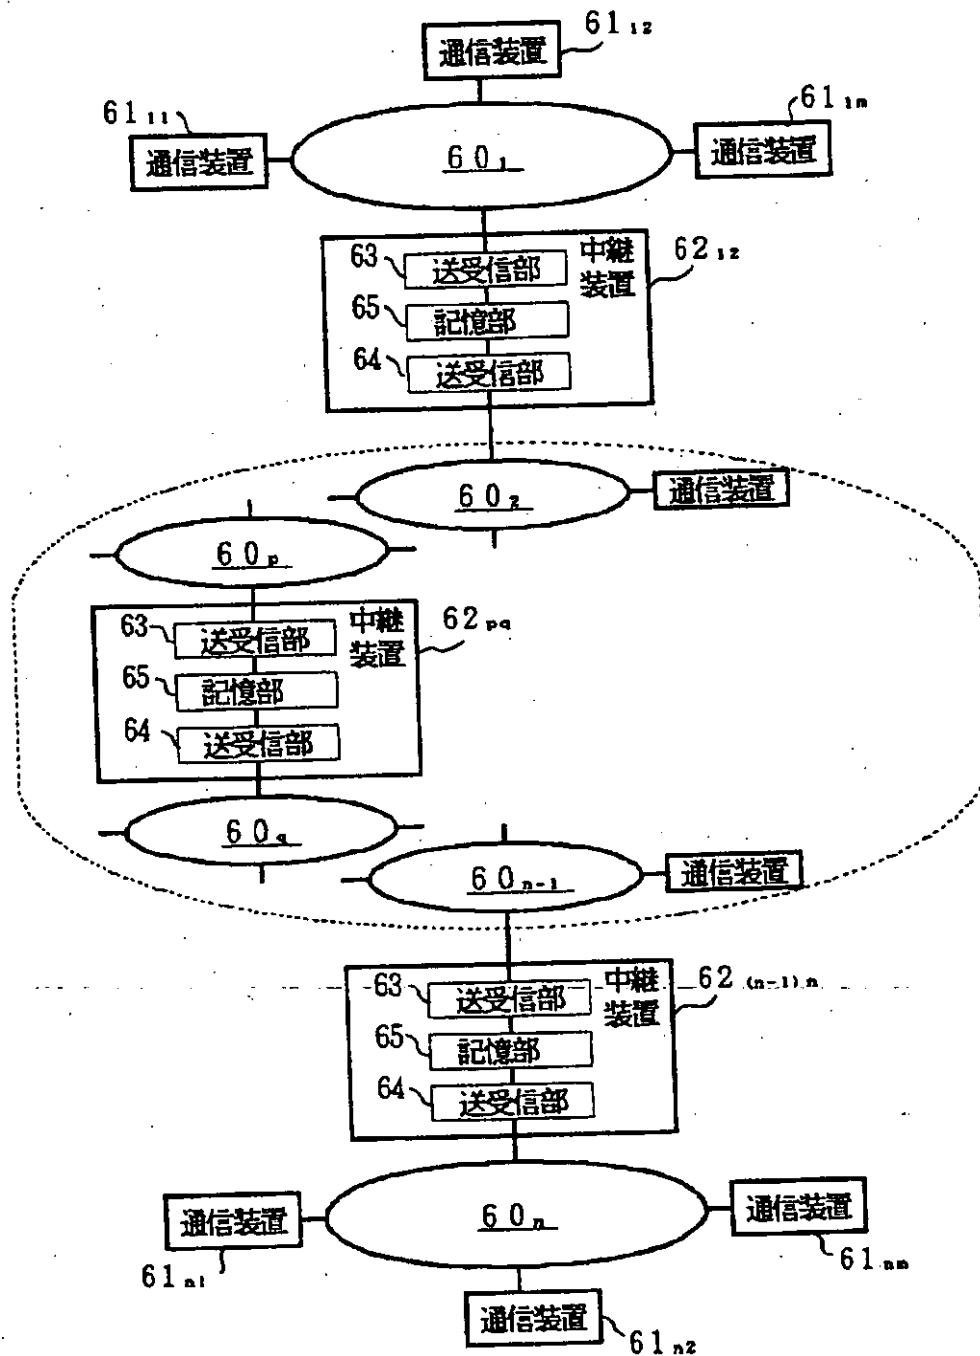 61₁₂
通信装置
61₁₁
61₁ₘ
通信装置
60₁
通信装置
63
送受信部
中継
装置
62₁₂
65
記憶部
64
送受信部
60₂
通信装置
60ₚ
63
送受信部
中継
装置
62ₚq
65
記憶部
64
送受信部
60q
60ₙ₋₁
通信装置
63
送受信部
中継
装置
62₍ₙ₋₁₎ₙ
65
記憶部
64
送受信部
通信装置
60ₙ
通信装置
61ₙ₁
61ₙₘ
通信装置
61ₙ₂